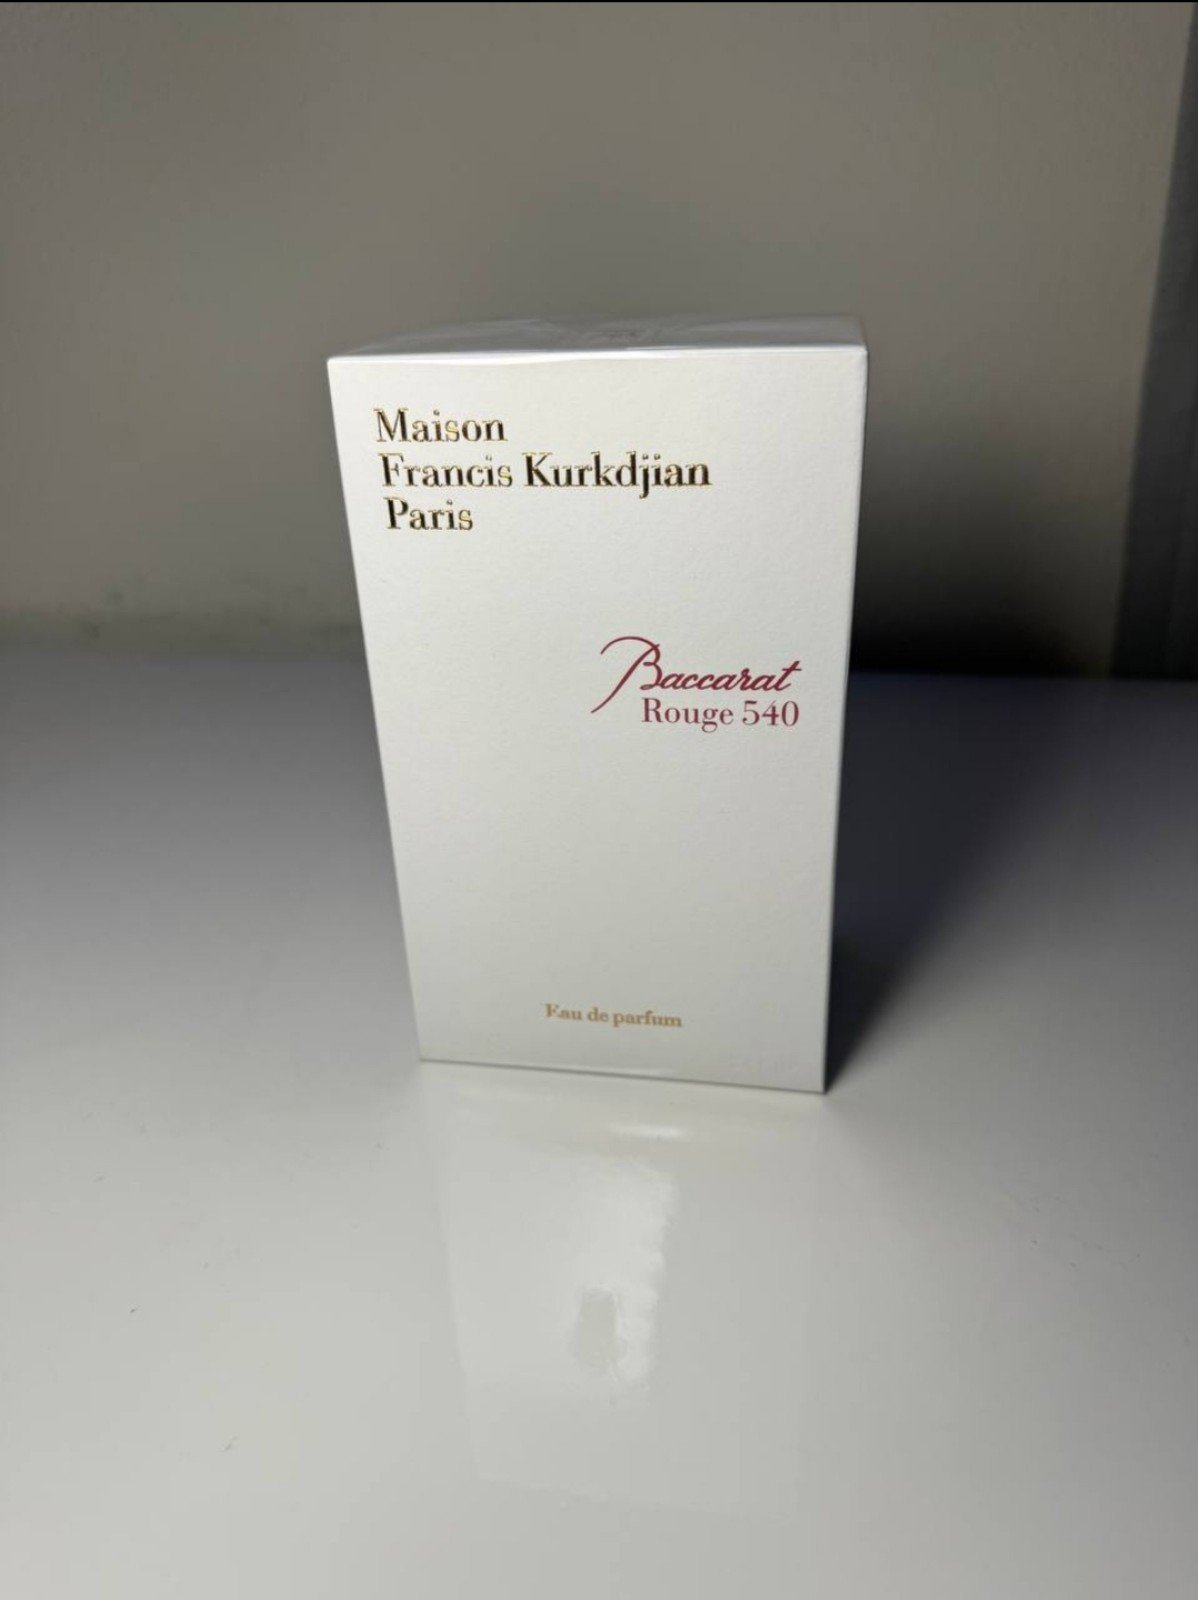 Maison
Francis Kurkdjian
Paris
Baccarat
Rouge 540
Eau de parfum